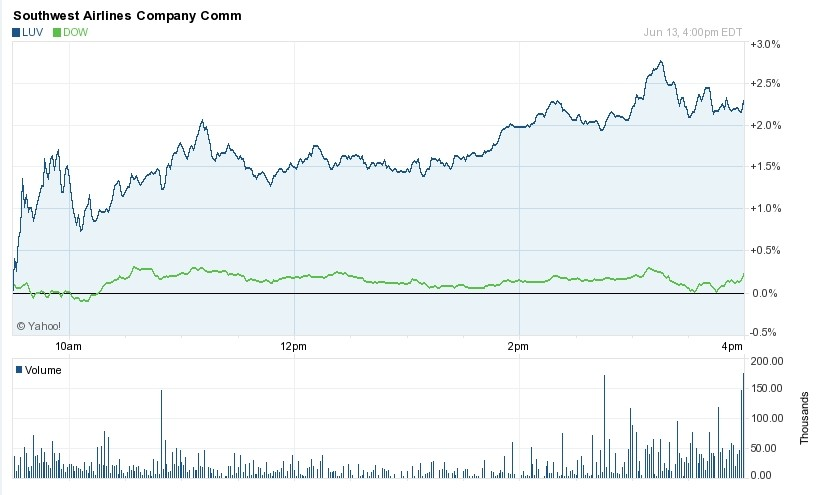 Southwest Airlines Company Comm
LUV DOW
Jun 13, 4:00pm EDT
+3.0%
+2.5%
+2.0%
+1.5%
+1.0%
+0.5%
0.0%
-0.5%
© Yahoo!
10am 12pm 2pm 4pm
Volume
200.00
150.00
100.00
50.00
0.00
Thousands